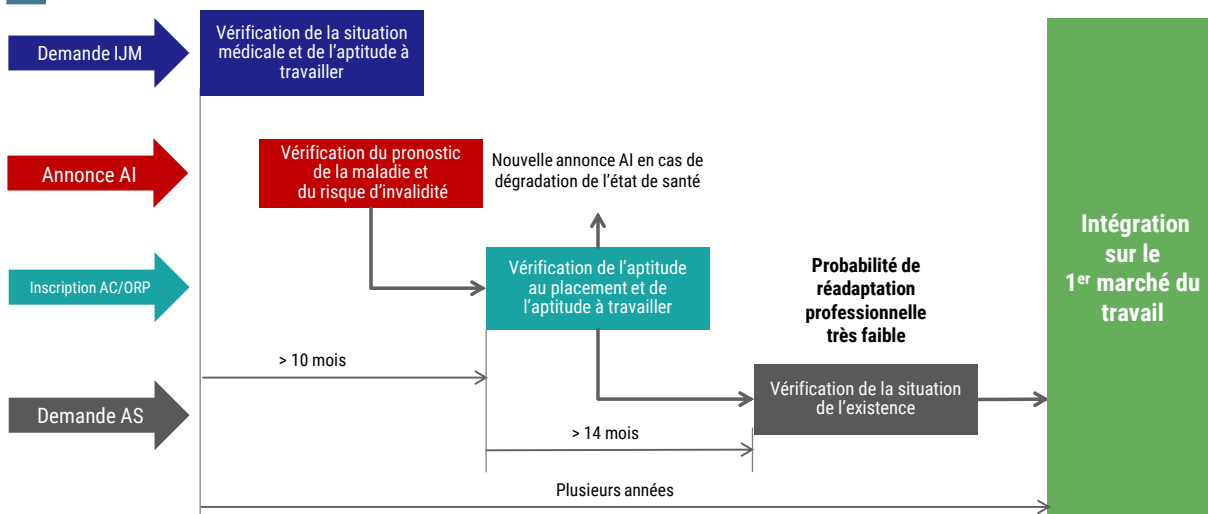 Demande IJM
Vérification de la situation
médicale et de l'aptitude à
travailler
Annonce AI
Vérification du pronostic
de la maladie et
du risque d'invalidité
Nouvelle annonce AI en cas de
dégradation de l'état de santé
Inscription AC/ORP
Vérification de l'aptitude
au placement et de
l'aptitude à travailler
Probabilité de
réadaptation
professionnelle
très faible
Intégration
sur le
1er marché du
travail
> 10 mois
Demande AS
Vérification de la situation
de l'existence
> 14 mois
Plusieurs années